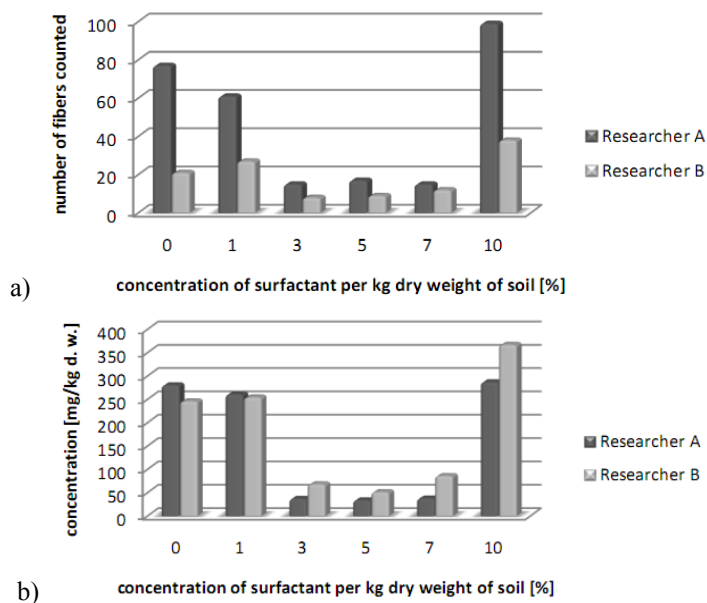 number of fibers counted
100
80
60
40
20
0
0 1 3 5 7 10
Researcher A
Researcher B
a) concentration of surfactant per kg dry weight of soil [%]
concentration [mg/kg d. w.]
400
350
300
250
200
150
100
50
0
0 1 3 5 7 10
Researcher A
Researcher B
b) concentration of surfactant per kg dry weight of soil [%]